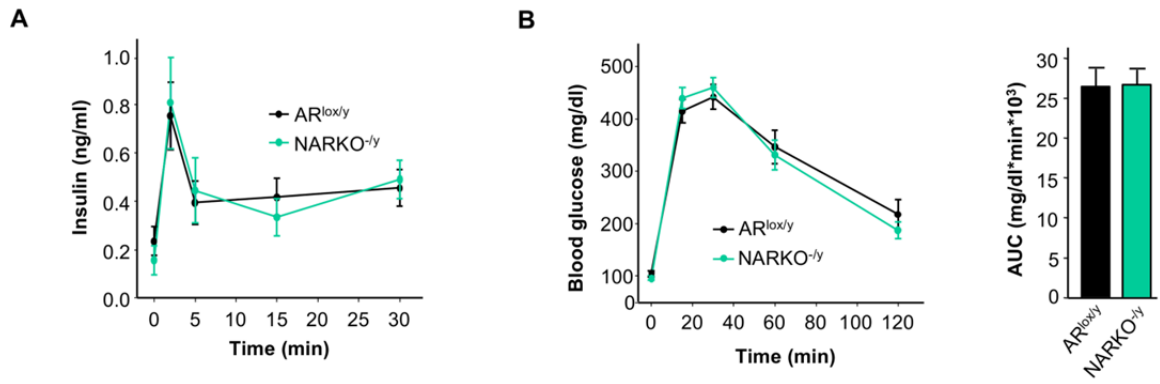 A
Insulin (ng/ml)
1.0
0.8
0.6
0.4
0.2
0.0
AR^lox/y
NARKO^-/y
0 5 10 15 20 25 30
Time (min)
B
Blood glucose (mg/dl)
500
400
300
200
100
0
AR^lox/y
NARKO^-/y
0 20 40 60 80 100 120
Time (min)
AUC (mg/dl*min*10³)
30
25
20
15
10
5
0
AR^lox/y
NARKO^-/y